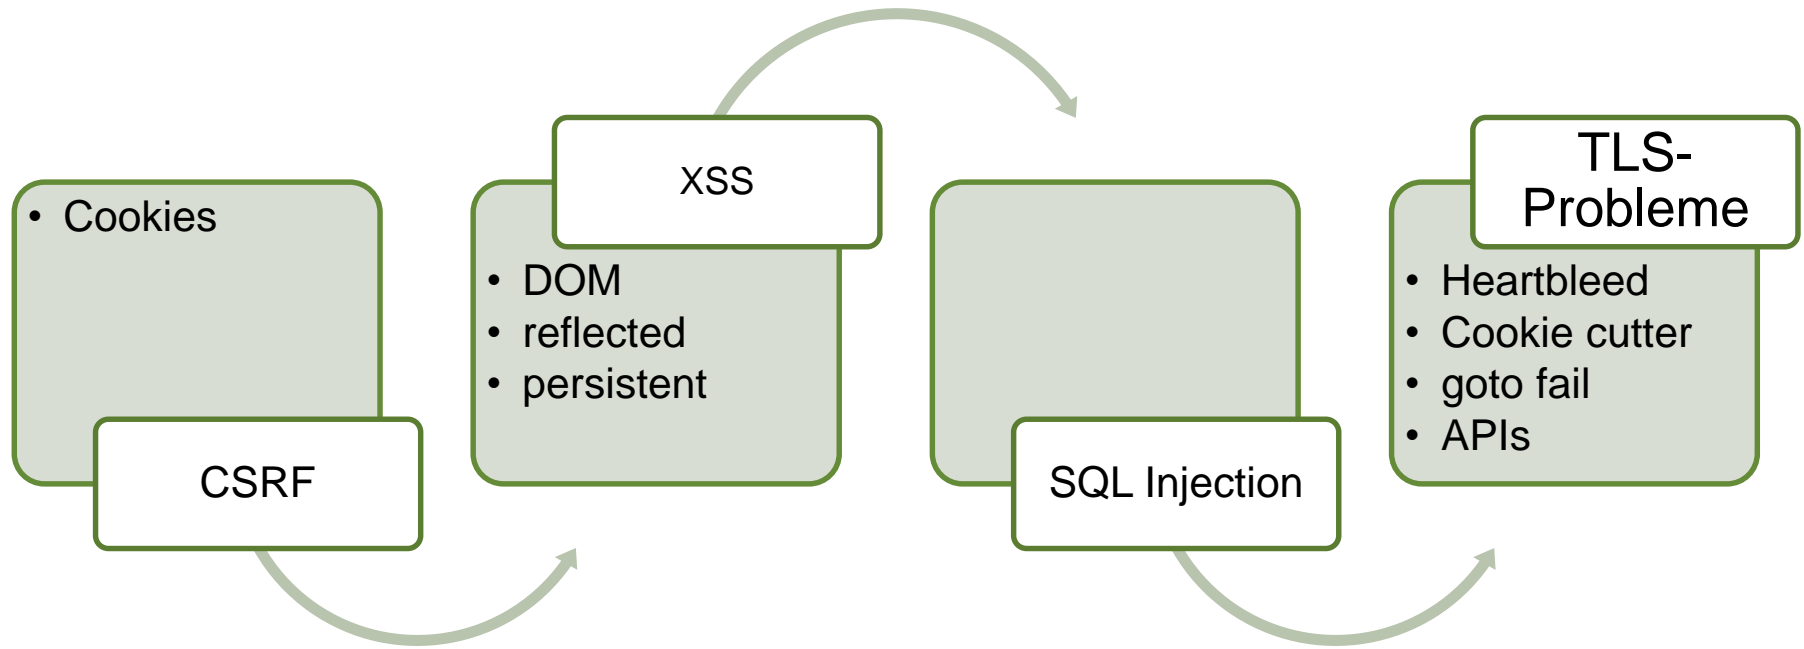 • Cookies
CSRF
XSS
• DOM
• reflected
• persistent
SQL Injection
TLS-
Probleme
• Heartbleed
• Cookie cutter
• goto fail
• APIs